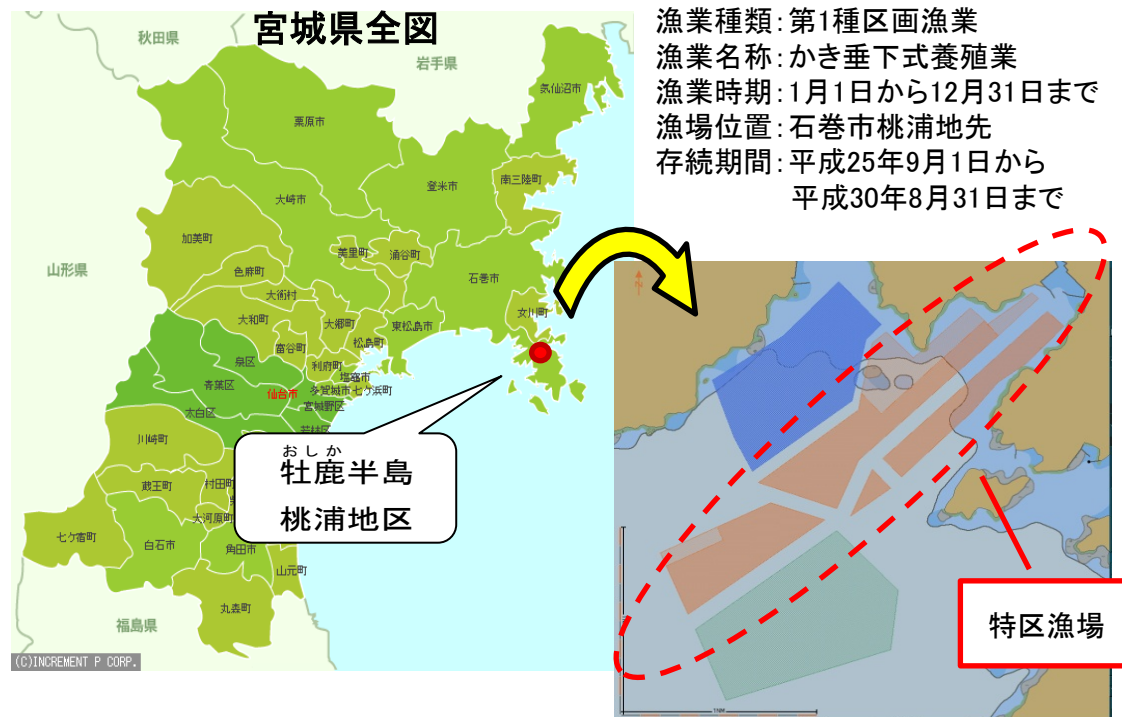 宮城県全図
秋田県
岩手県
山形県
福島県
気仙沼市
栗原市
南三陸町
登米市
大崎市
加美町
美里町
涌谷町
石巻市
色麻町
大衡村
女川町
大和町
大郷町
東松島市
松島町
富谷町
利府町
塩竈市
泉区
多賀城市
七ケ浜町
青葉区
仙台市
宮城野区
太白区
若林区
川崎町
村田町
蔵王町
大河原町
七ケ宿町
白石市
角田市
山元町
丸森町
(C)INCREMENT P CORP.
おしか
牡鹿半島
桃浦地区
漁業種類：第1種区画漁業
漁業名称：かき垂下式養殖業
漁業時期：1月1日から12月31日まで
漁場位置：石巻市桃浦地先
存続期間：平成25年9月1日から
平成30年8月31日まで
N
特区漁場